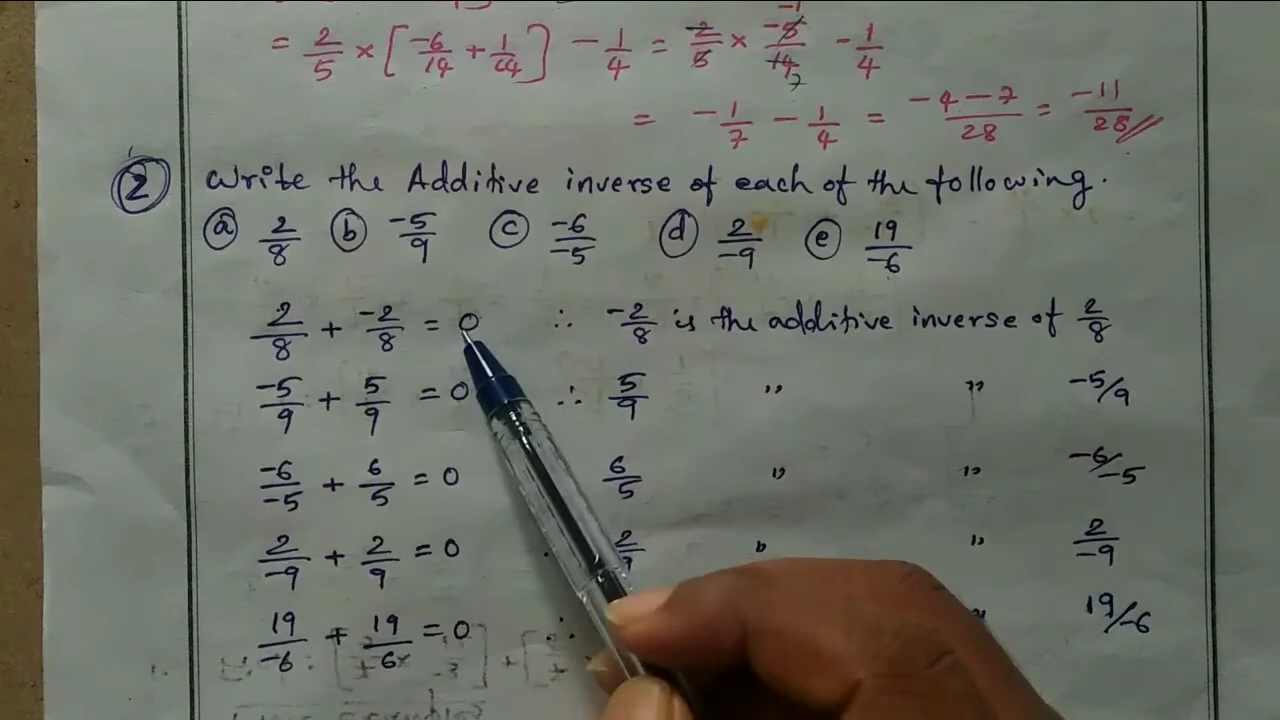 = 2/5 × [-6/14 + 1/14] - 1/4 = 2/5 × -5/14 - 1/4
-1
7
= -1/7 - 1/4 = -4-7/28 = -11/28 //
② Write the Additive inverse of each of the following.
ⓐ 2/8 ⓑ -5/9 ⓒ -6/-5 ⓓ 2/-9 ⓔ 19/-6
2/8 + -2/8 = 0 ∴ -2/8 is the additive inverse of 2/8
-5/9 + 5/9 = 0 ∴ 5/9 " " -5/9
-6/-5 + 6/5 = 0 6/5 " " -6/-5
2/-9 + 2/9 = 0 " " 2/-9
19/-6 + 19/6 = 0 ∴ " 19/-6